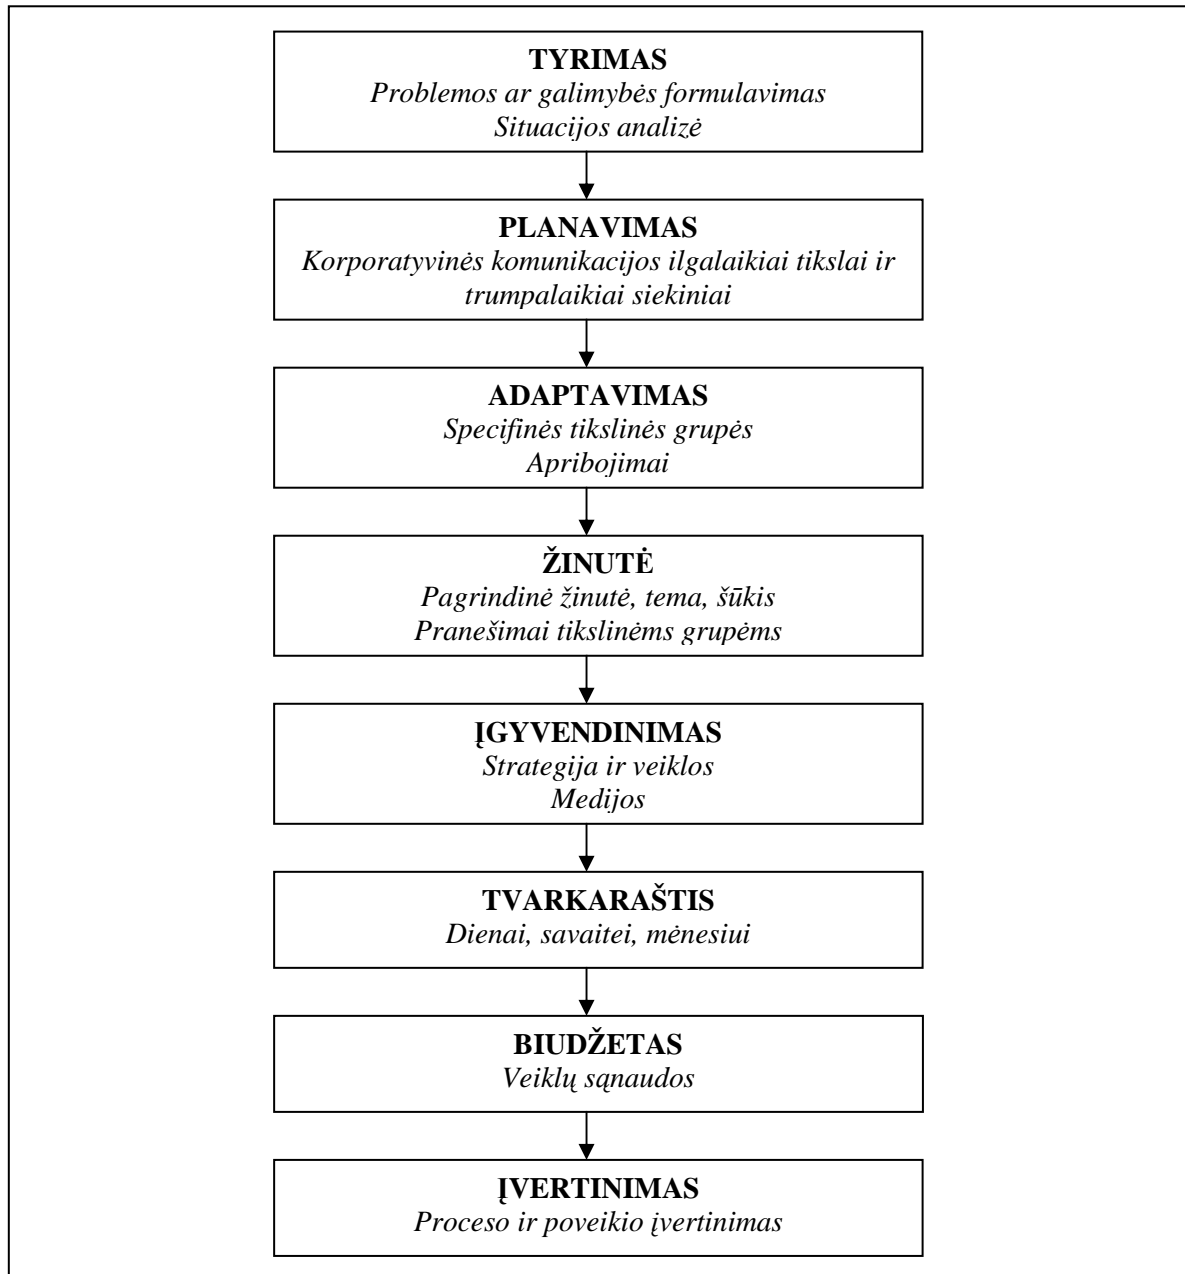 TYRIMAS
Problemos ar galimybės formulavimas
Situacijos analizė
PLANAVIMAS
Korporatyvinės komunikacijos ilgalaikiai tikslai ir
trumpalaikiai siekiniai
ADAPTAVIMAS
Specifinės tikslinės grupės
Apribojimai
ŽINUTĖ
Pagrindinė žinutė, tema, šūkis
Pranešimai tikslinėms grupėms
ĮGYVENDINIMAS
Strategija ir veiklos
Medijos
TVARKARAŠTIS
Dienai, savaitei, mėnesiui
BIUDŽETAS
Veiklų sąnaudos
ĮVERTINIMAS
Proceso ir poveikio įvertinimas